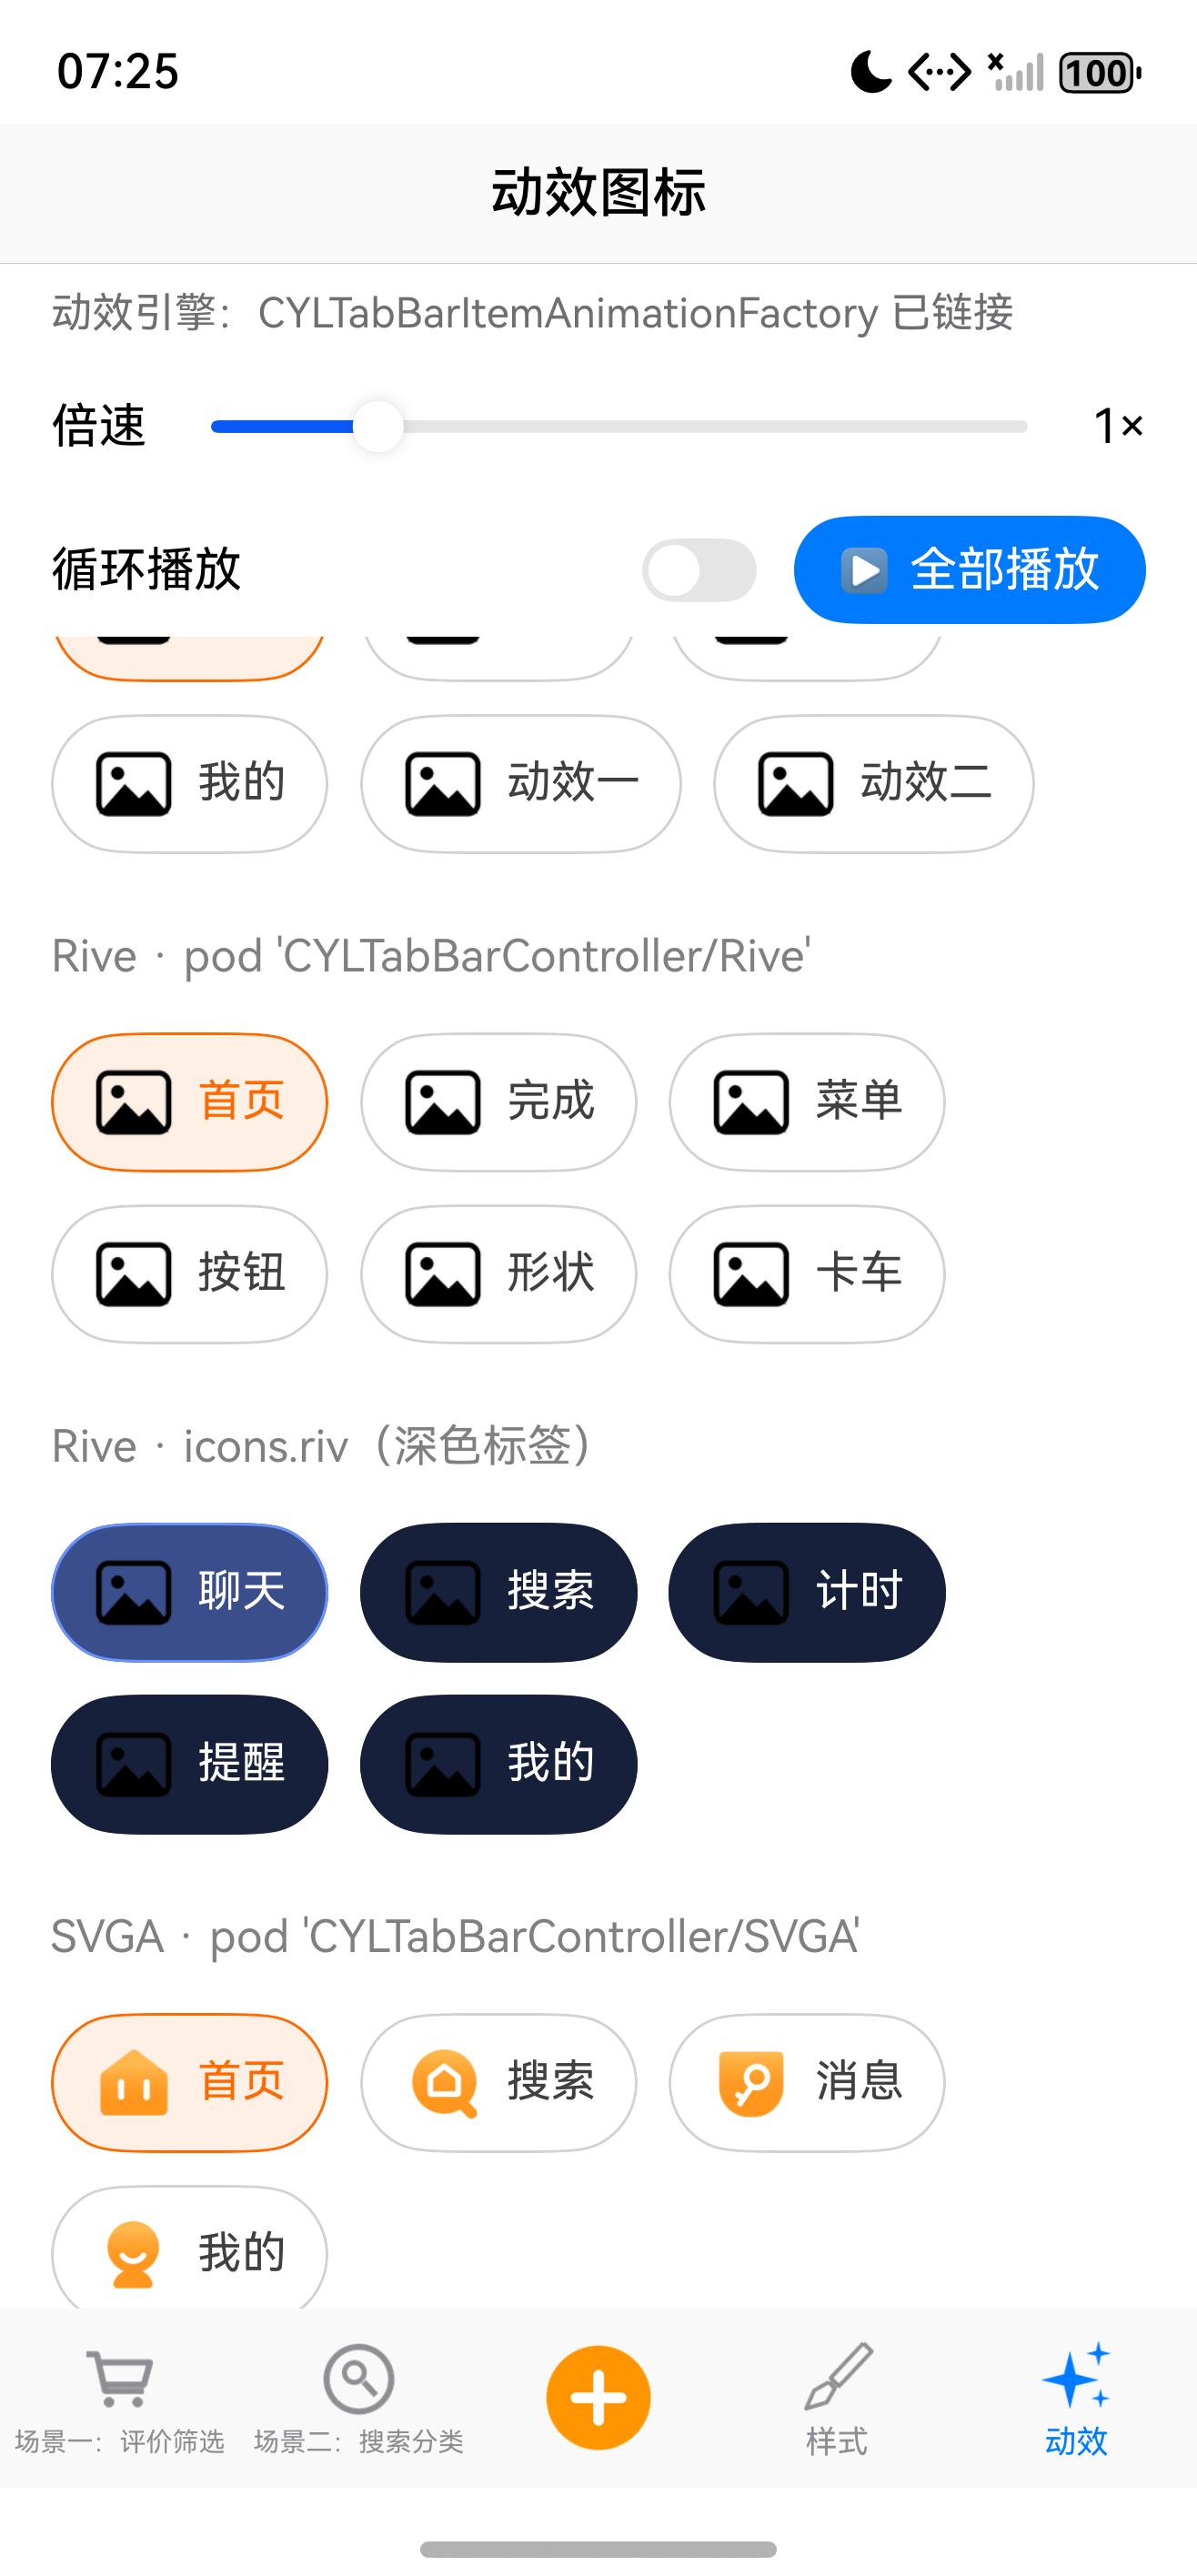 07:25
100
动效图标
动效引擎：CYLTabBarItemAnimationFactory 已链接
倍速 1×
循环播放 全部播放
我的 动效一 动效二
Rive · pod 'CYLTabBarController/Rive'
首页 完成 菜单
按钮 形状 卡车
Rive · icons.riv（深色标签）
聊天 搜索 计时
提醒 我的
SVGA · pod 'CYLTabBarController/SVGA'
首页 搜索 消息
我的
场景一：评价筛选 场景二：搜索分类 样式 动效